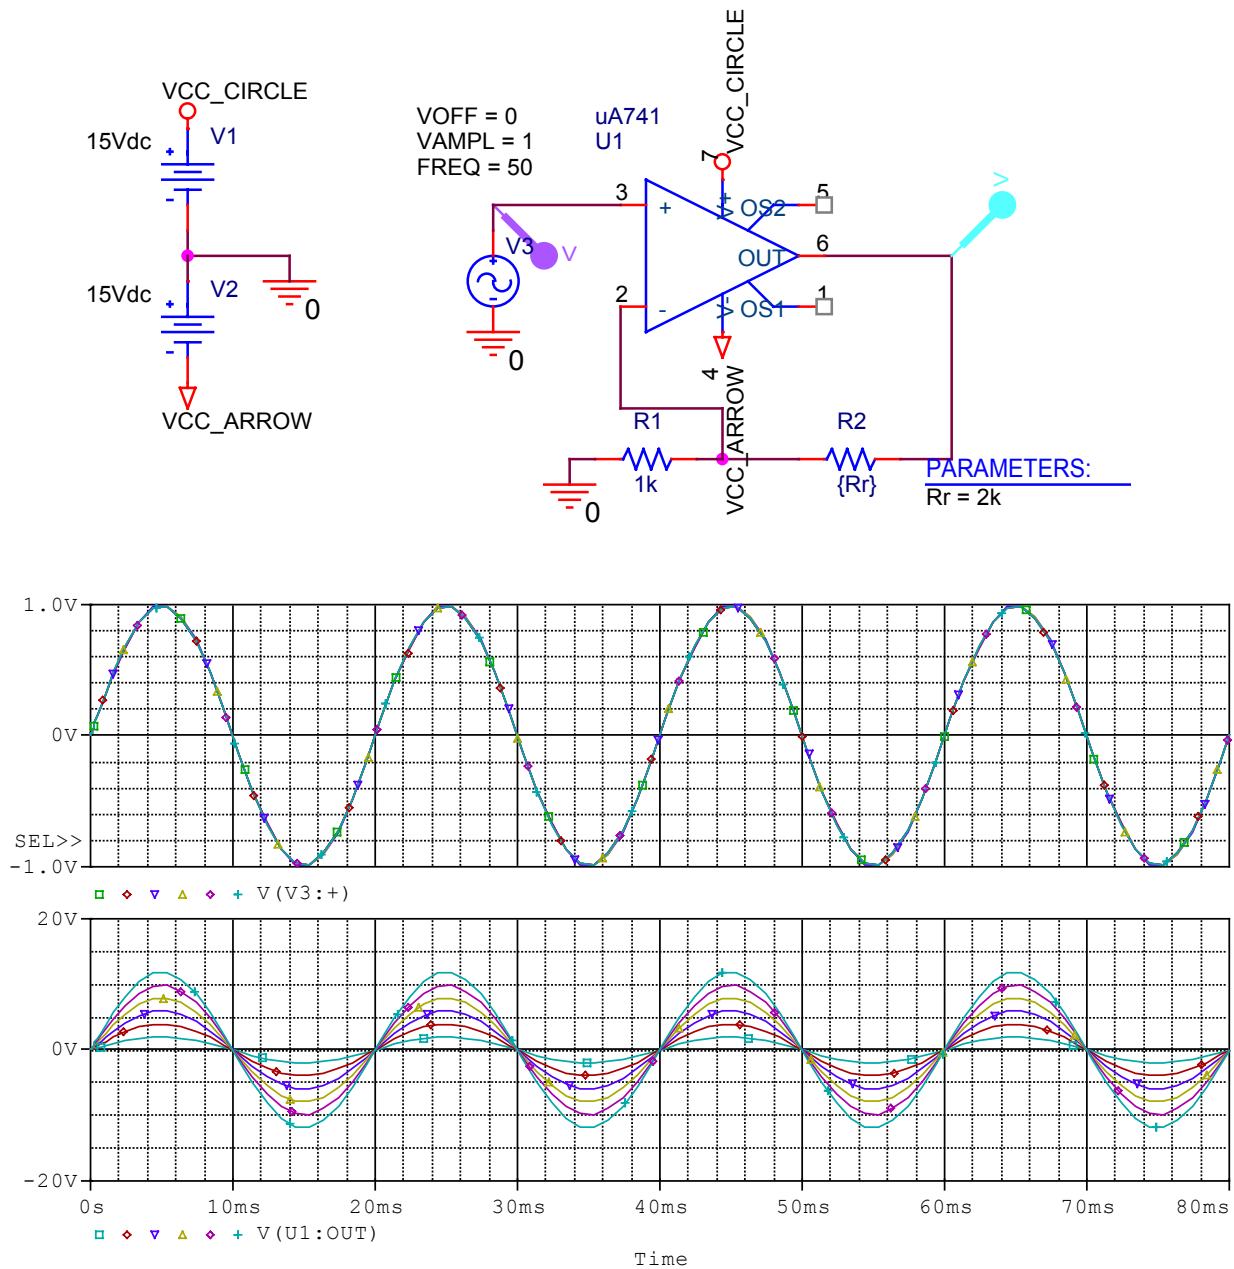 VCC_CIRCLE
15Vdc
V1
+
-
0
15Vdc
V2
+
-
VCC_ARROW
VOFF = 0
VAMPL = 1
FREQ = 50
uA741
U1
VCC_CIRCLE
7
V+
3
+
OS2
5
V3
+
-
V
0
OUT
6
V
2
-
V-
OS1
1
4
VCC_ARROW
R1
1k
0
R2
{Rr}
PARAMETERS:
Rr = 2k
1.0V
0V
SEL>>
-1.0V
V(V3:+)
20V
0V
-20V
0s
10ms
20ms
30ms
40ms
50ms
60ms
70ms
80ms
V(U1:OUT)
Time